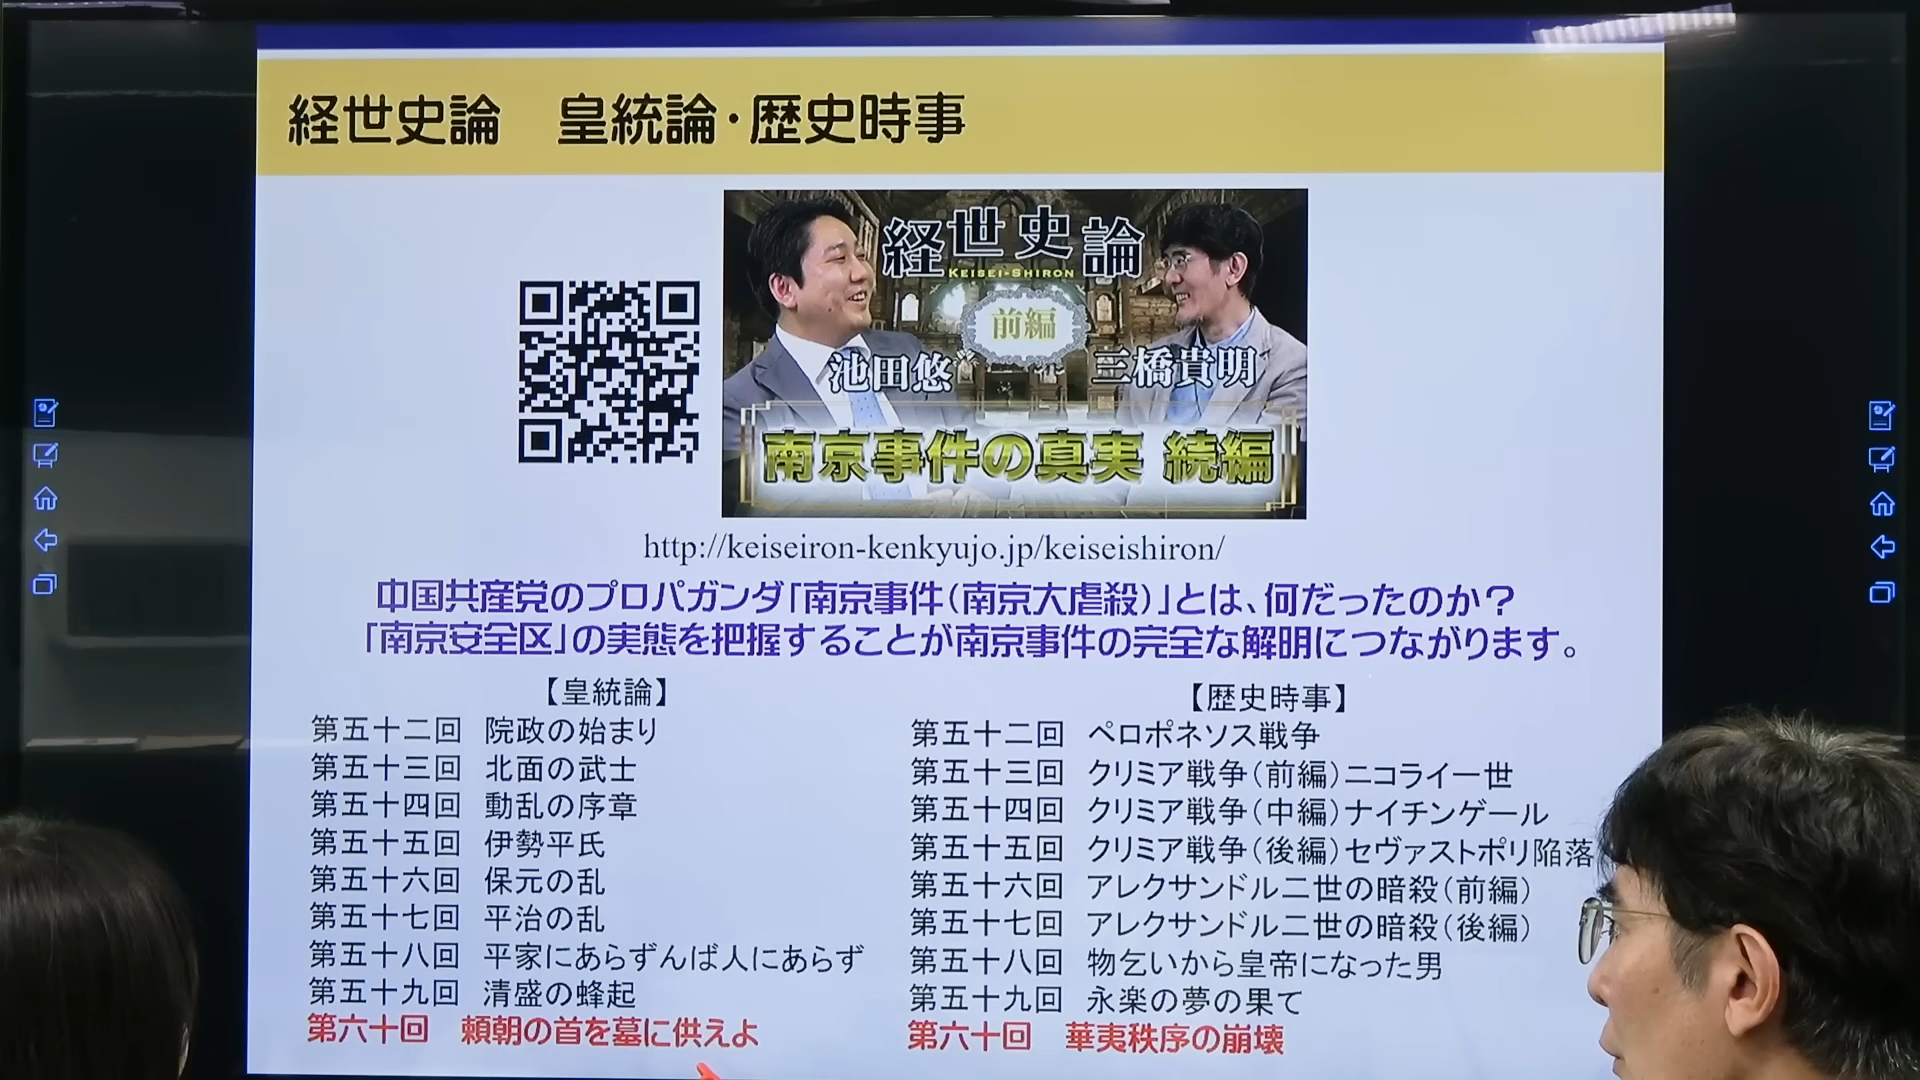 経世史論　皇統論・歴史時事
経世史論
KEISEI-SHIRON
前編
池田悠
三橋貴明
南京事件の真実 続編
http://keiseiron-kenkyujo.jp/keiseishiron/
中国共産党のプロパガンダ「南京事件(南京大虐殺)」とは、何だったのか？
「南京安全区」の実態を把握することが南京事件の完全な解明につながります。
【皇統論】
第五十二回 院政の始まり
第五十三回 北面の武士
第五十四回 動乱の序章
第五十五回 伊勢平氏
第五十六回 保元の乱
第五十七回 平治の乱
第五十八回 平家にあらずんば人にあらず
第五十九回 清盛の蜂起
第六十回　頼朝の首を墓に供えよ
【歴史時事】
第五十二回 ペロポネソス戦争
第五十三回 クリミア戦争(前編)ニコライ一世
第五十四回 クリミア戦争(中編)ナイチンゲール
第五十五回 クリミア戦争(後編)セヴァストポリ陥落
第五十六回 アレクサンドル二世の暗殺(前編)
第五十七回 アレクサンドル二世の暗殺(後編)
第五十八回 物乞いから皇帝になった男
第五十九回 永楽の夢の果て
第六十回　華夷秩序の崩壊